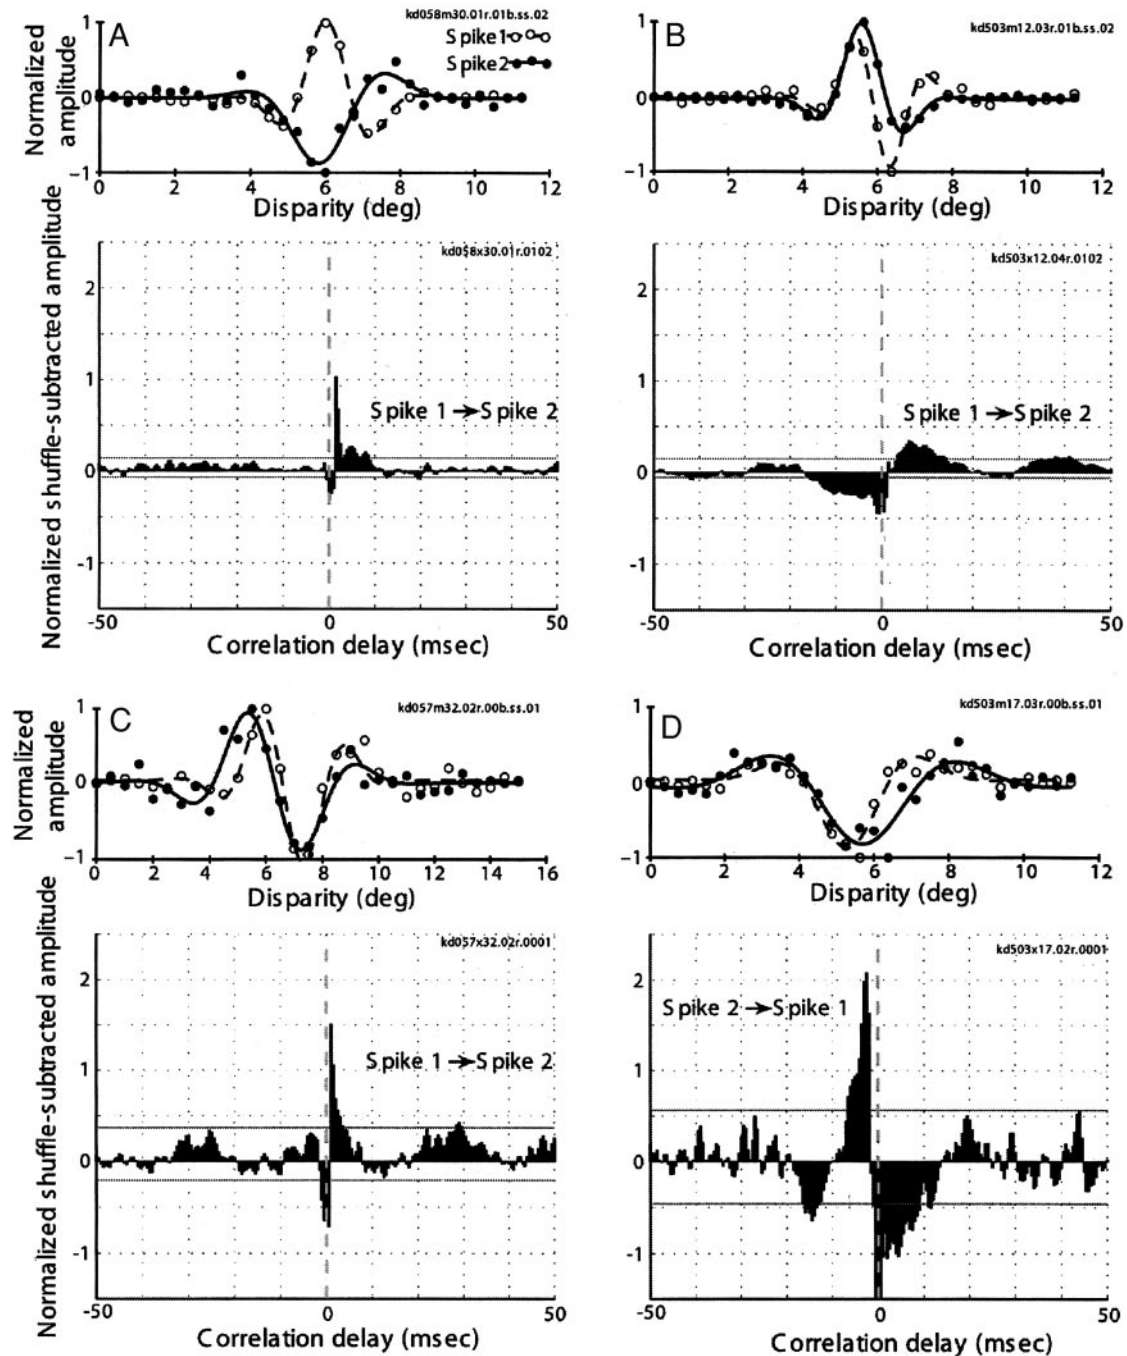 A
kd058m30.01r.01b.ss.02
Spike1
Spike2
Normalized
amplitude
1
0
-1
0 2 4 6 8 10 12
Disparity (deg)
B
kd503m12.03r.01b.ss.02
1
0
-1
0 2 4 6 8 10 12
Disparity (deg)
Normalized shuffle-subtracted amplitude
kd058x30.01r.0102
2
1
0
-1
Spike 1→Spike 2
-50 0 50
Correlation delay (msec)
kd503x12.04r.0102
2
1
0
-1
Spike 1→Spike 2
-50 0 50
Correlation delay (msec)
C
kd057m32.02r.00b.ss.01
Normalized
amplitude
1
0
-1
0 2 4 6 8 10 12 14 16
Disparity (deg)
D
kd503m17.03r.00b.ss.01
1
0
-1
0 2 4 6 8 10 12
Disparity (deg)
Normalized shuffle-subtracted amplitude
kd057x32.02r.0001
2
1
0
-1
Spike 1→Spike 2
-50 0 50
Correlation delay (msec)
kd503x17.02r.0001
2
1
0
-1
Spike 2→Spike 1
-50 0 50
Correlation delay (msec)